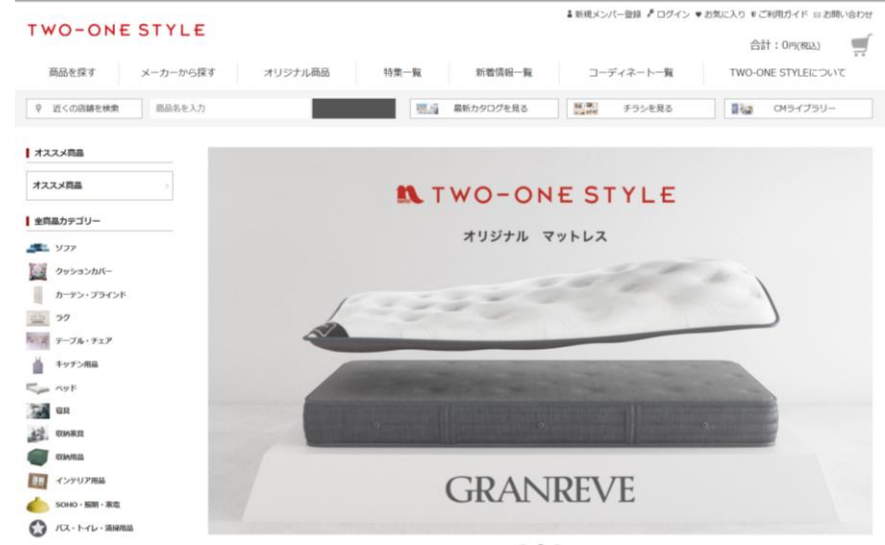 新規メンバー登録 ログイン お気に入り ご利用ガイド お問い合わせ
TWO-ONE STYLE
合計：0円(税込)
商品を探す メーカーから探す オリジナル商品 特集一覧 新着情報一覧 コーディネート一覧 TWO-ONE STYLEについて
近くの店舗を検索 商品名を入力 最新カタログを見る チラシを見る CMライブラリー
オススメ商品
オススメ商品
全商品カテゴリー
ソファ
クッションカバー
カーテン・ブラインド
ラグ
テーブル・チェア
キッチン用品
ベッド
寝具
収納家具
収納用品
インテリア用品
SOHO・照明・家電
バス・トイレ・清掃用品
TWO-ONE STYLE
オリジナル マットレス
GRANREVE